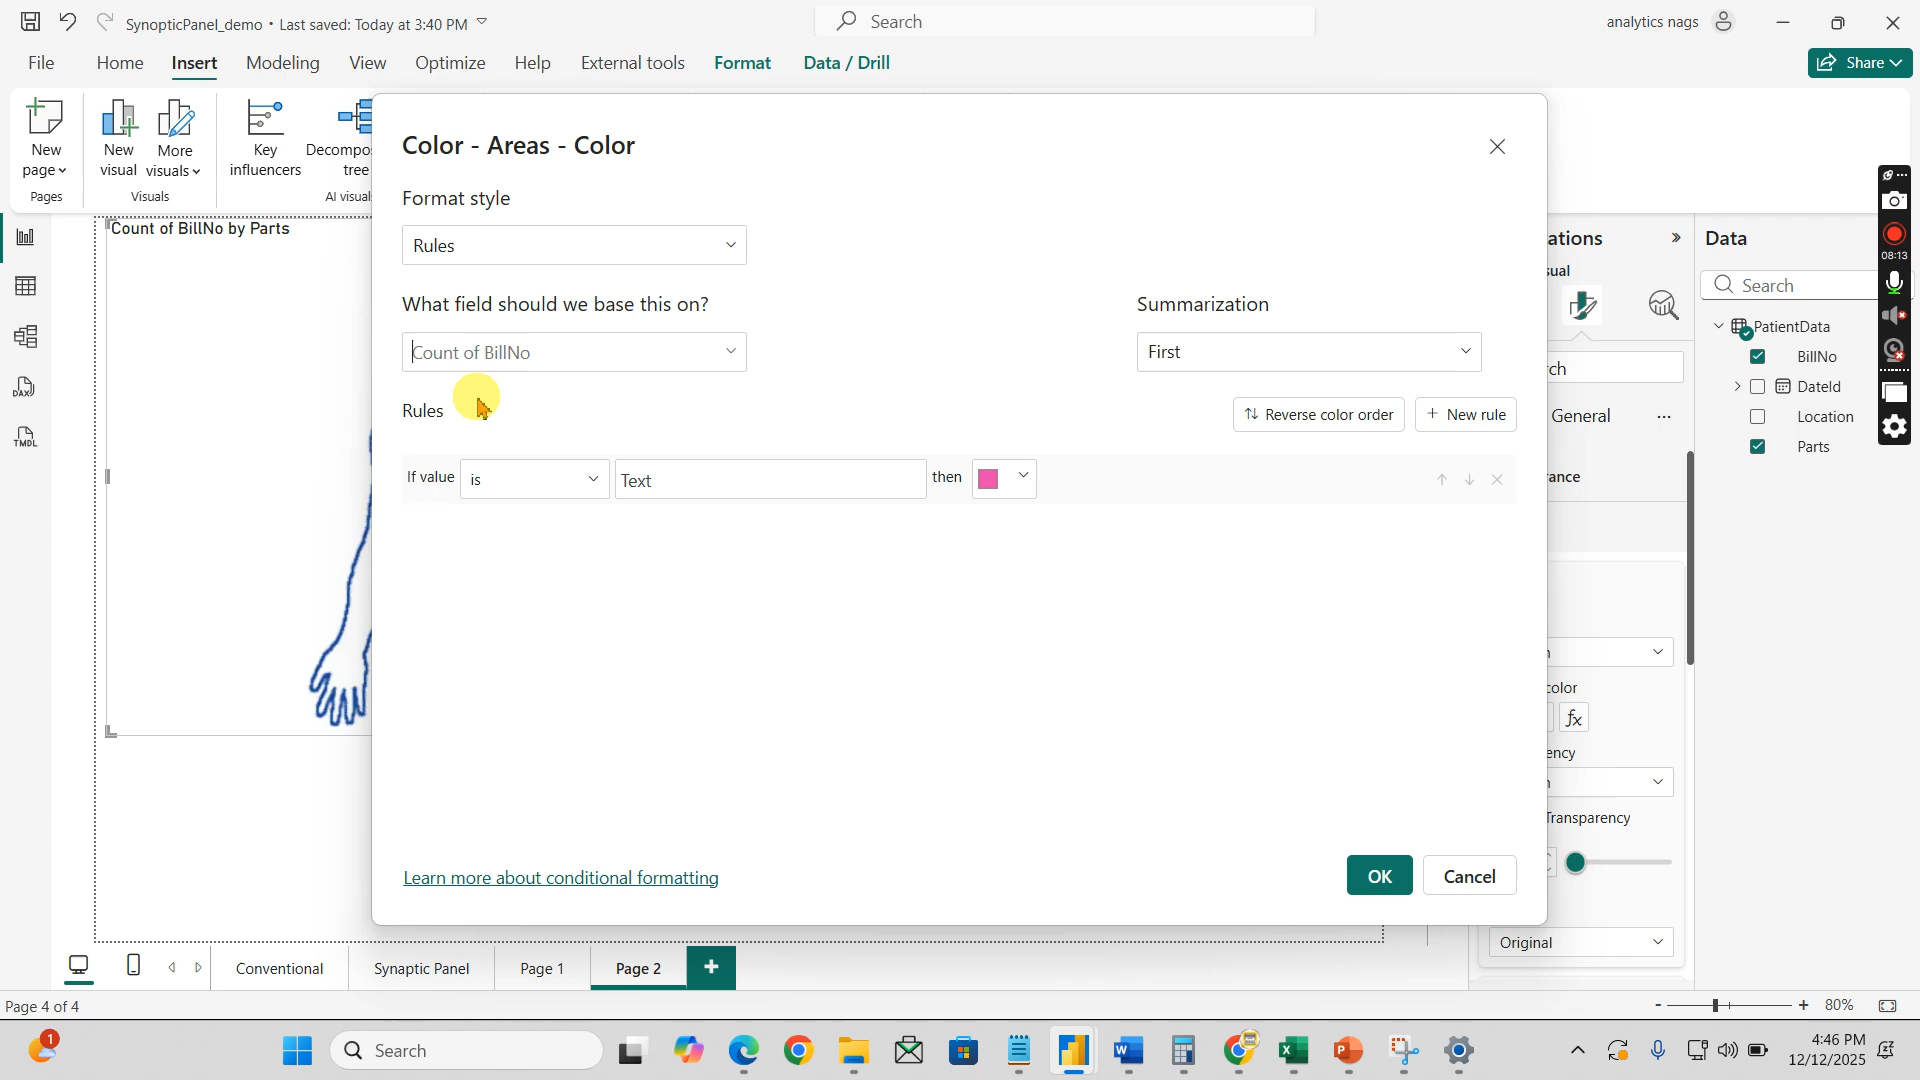 SynopticPanel_demo • Last saved: Today at 3:40 PM
Search
analytics nags
File
Home
Insert
Modeling
View
Optimize
Help
External tools
Format
Data / Drill
Share
New page
Pages
New visual
More visuals
Visuals
Key influencers
Decompo
tree
AI visual
Count of BillNo by Parts
Color - Areas - Color
Format style
Rules
What field should we base this on?
Count of BillNo
Summarization
First
Rules
Reverse color order
+ New rule
If value
is
Text
then
Learn more about conditional formatting
OK
Cancel
ations
sual
ch
General
ance
color
fx
ency
Transparency
Original
Data
Search
PatientData
BillNo
DateId
Location
Parts
08:13
Conventional
Synaptic Panel
Page 1
Page 2
+
Page 4 of 4
- + 80%
1
Search
4:46 PM
12/12/2025